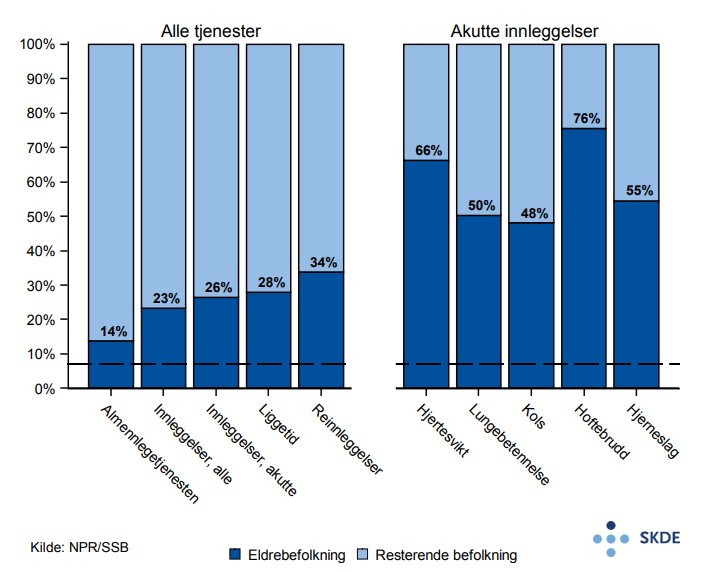 Alle tjenester
Akutte innleggelser
100%
90%
80%
70%
60%
50%
40%
30%
20%
10%
0%
14%
23%
26%
28%
34%
66%
50%
48%
76%
55%
Almennlegetjenesten
Innleggelser, alle
Innleggelser, akutte
Liggetid
Reinnleggelser
Hjertesvikt
Lungebetennelse
Kols
Hoftebrudd
Hjerneslag
Kilde: NPR/SSB
Eldrebefolkning
Resterende befolkning
SKDE